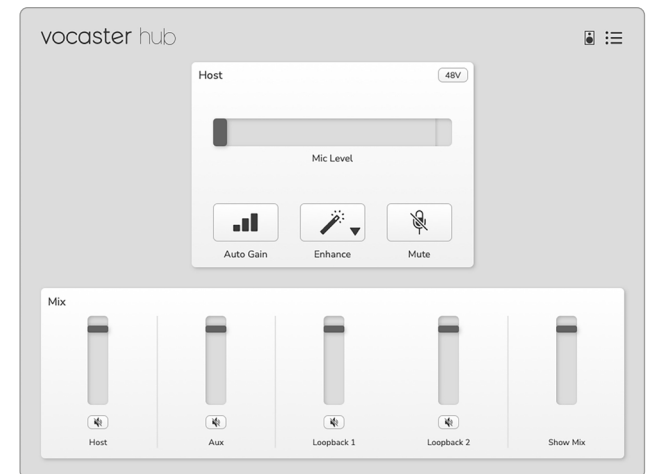 vocaster hub
Host
48V
Mic Level
Auto Gain
Enhance
Mute
Mix
Host
Aux
Loopback 1
Loopback 2
Show Mix